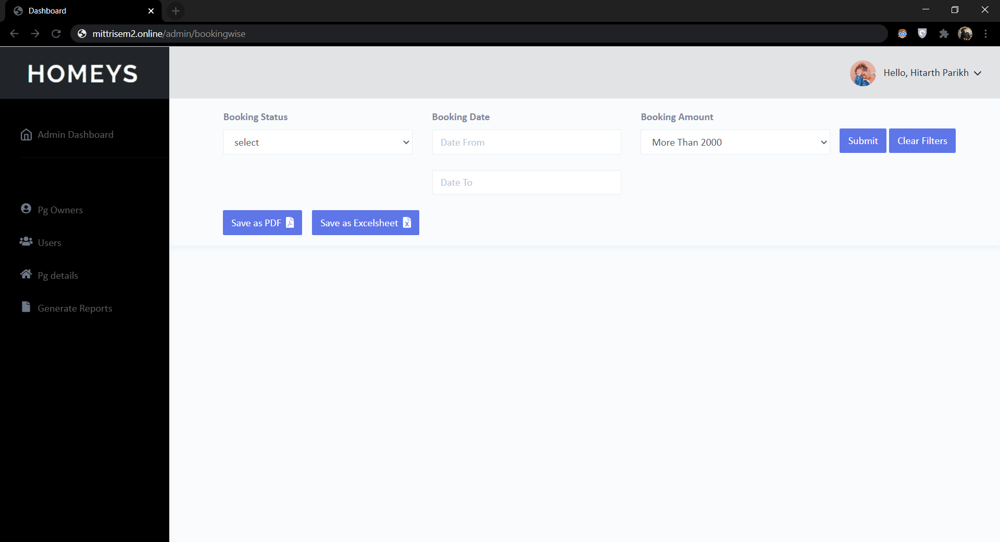 Dashboard
mittrisem2.online/admin/bookingwise
HOMEYS
Hello, Hitarth Parikh
Admin Dashboard
Pg Owners
Users
Pg details
Generate Reports
Booking Status
select
Booking Date
Date From
Date To
Booking Amount
More Than 2000
Submit
Clear Filters
Save as PDF
Save as Excelsheet